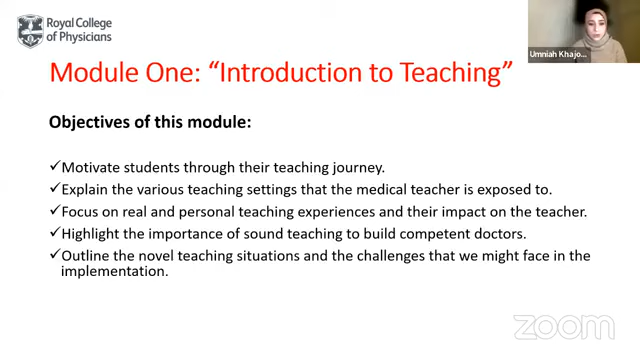 Royal College
of Physicians
Umniah Khajo...
Module One: “Introduction to Teaching”
Objectives of this module:
✓Motivate students through their teaching journey.
✓Explain the various teaching settings that the medical teacher is exposed to.
✓Focus on real and personal teaching experiences and their impact on the teacher.
✓Highlight the importance of sound teaching to build competent doctors.
✓Outline the novel teaching situations and the challenges that we might face in the
implementation.
zoom